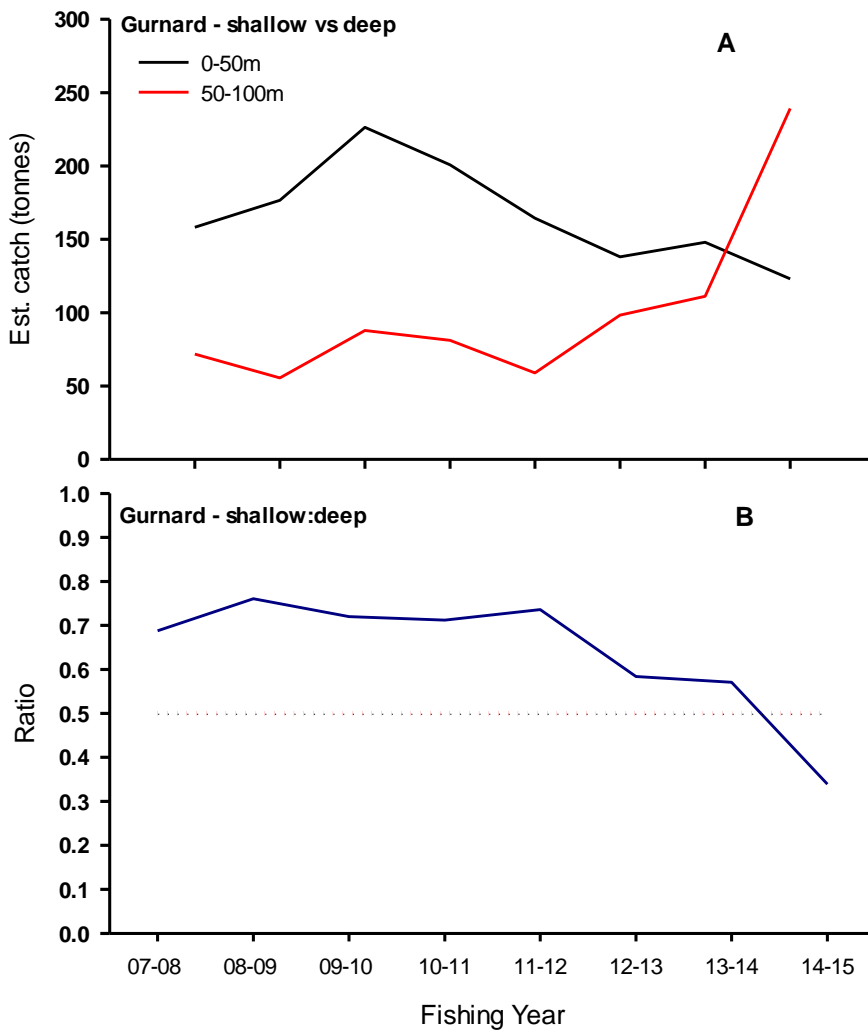 300
Gurnard - shallow vs deep
A
0-50m
250
50-100m
200
150
100
50
0
Est. catch (tonnes)
1.0
Gurnard - shallow:deep
B
0.9
0.8
0.7
0.6
0.5
0.4
0.3
0.2
0.1
0.0
Ratio
07-08 08-09 09-10 10-11 11-12 12-13 13-14 14-15
Fishing Year